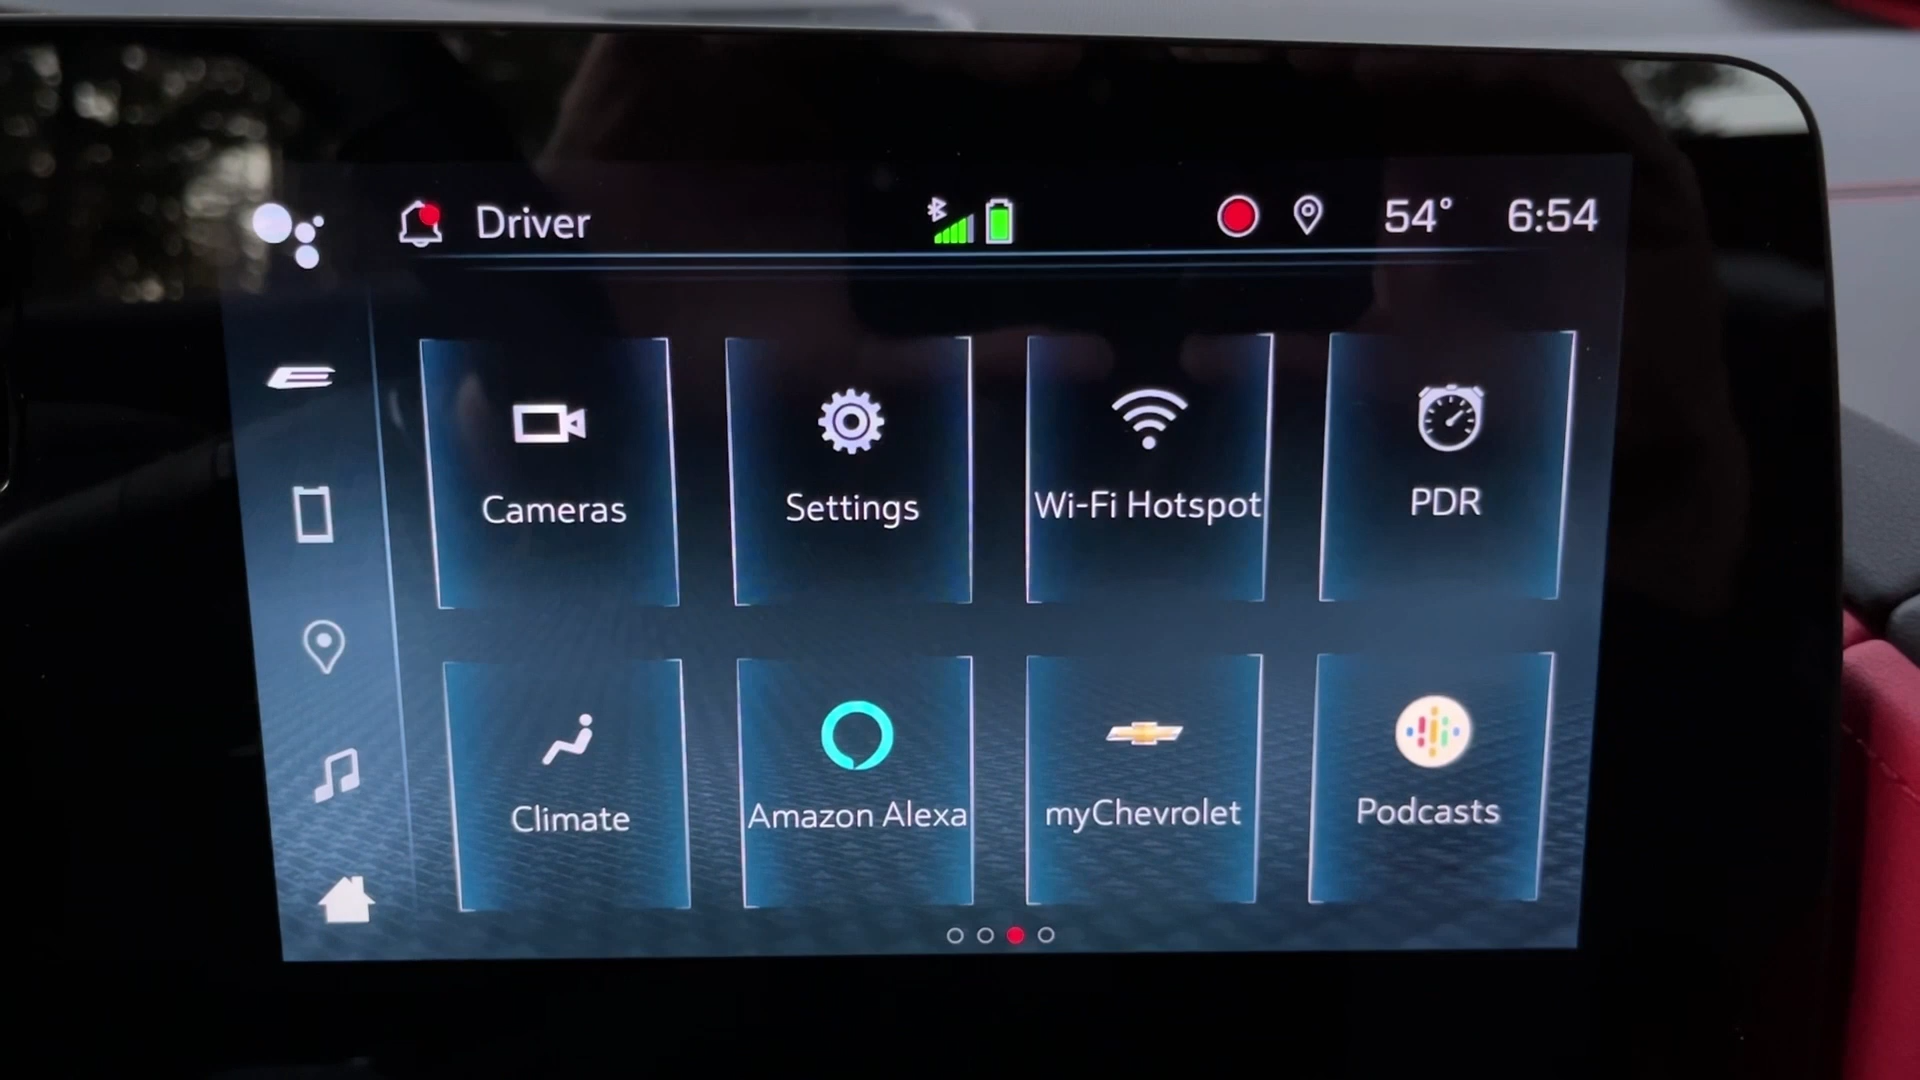 Driver
54° 6:54
Cameras
Settings
Wi-Fi Hotspot
PDR
Climate
Amazon Alexa
myChevrolet
Podcasts